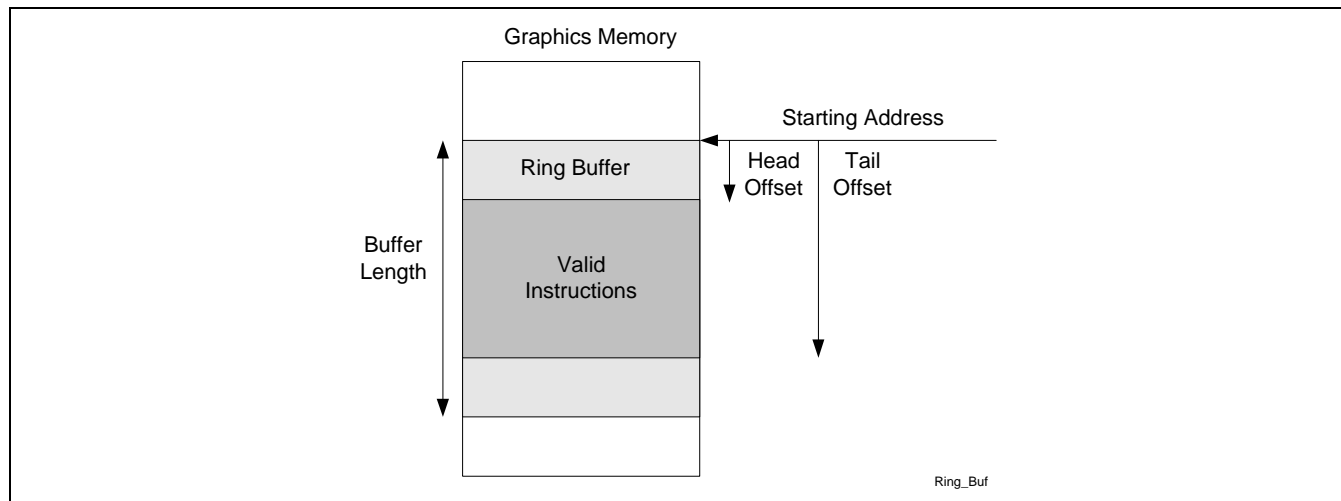 Graphics Memory
Starting Address
Ring Buffer
Head
Offset
Tail
Offset
Buffer
Length
Valid
Instructions
Ring_Buf